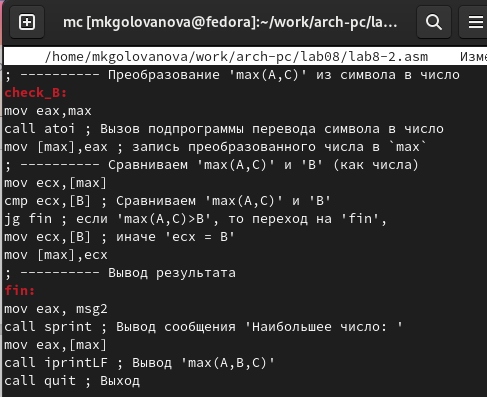 mc [mkgolovanova@fedora]:~/work/arch-pc/la...
/home/mkgolovanova/work/arch-pc/lab08/lab8-2.asm Изме
; ---------- Преобразование 'max(A,C)' из символа в число
check_B:
mov eax,max
call atoi ; Вызов подпрограммы перевода символа в число
mov [max],eax ; запись преобразованного числа в `max`
; ---------- Сравниваем 'max(A,C)' и 'B' (как числа)
mov ecx,[max]
cmp ecx,[B] ; Сравниваем 'max(A,C)' и 'B'
jg fin ; если 'max(A,C)>B', то переход на 'fin',
mov ecx,[B] ; иначе 'ecx = B'
mov [max],ecx
; ---------- Вывод результата
fin:
mov eax, msg2
call sprint ; Вывод сообщения 'Наибольшее число: '
mov eax,[max]
call iprintLF ; Вывод 'max(A,B,C)'
call quit ; Выход